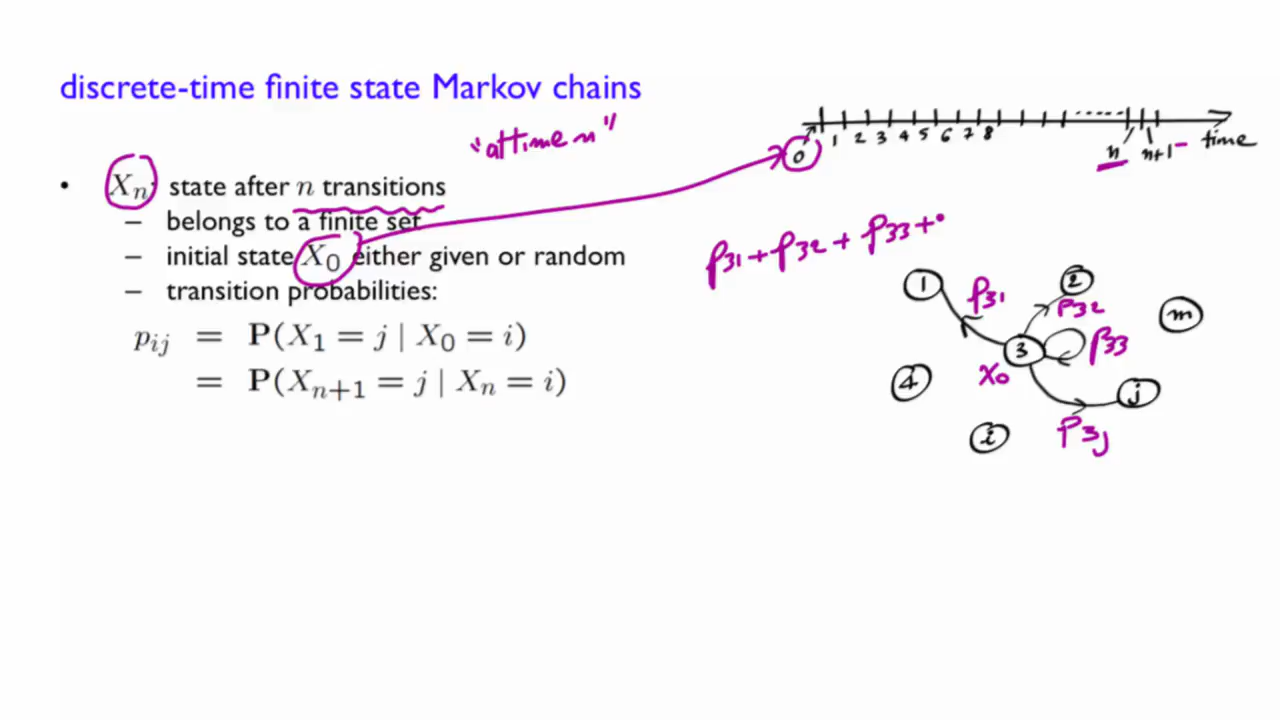 discrete-time finite state Markov chains
"at time n"
0 1 2 3 4 5 6 7 8 ...... n n+1 time
• Xₙ: state after n transitions
– belongs to a finite set
– initial state X₀ either given or random
– transition probabilities:
pᵢⱼ = P(X₁ = j | X₀ = i)
= P(Xₙ₊₁ = j | Xₙ = i)
p₃₁ + p₃₂ + p₃₃ +
1 p₃₁ 2
p₃₂ m
3 p₃₃
4 X₀ j
i p₃ⱼ